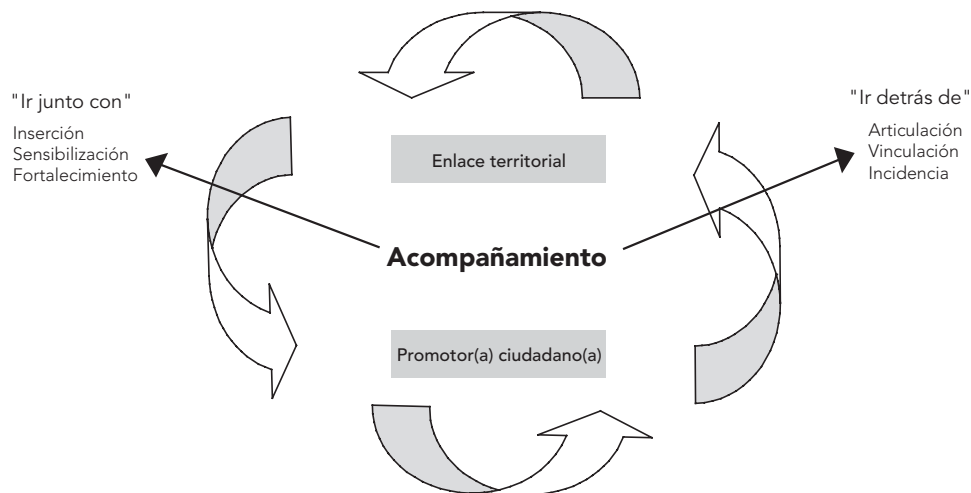 "Ir junto con"
Inserción
Sensibilización
Fortalecimiento
"Ir detrás de"
Articulación
Vinculación
Incidencia
Enlace territorial
Acompañamiento
Promotor(a) ciudadano(a)